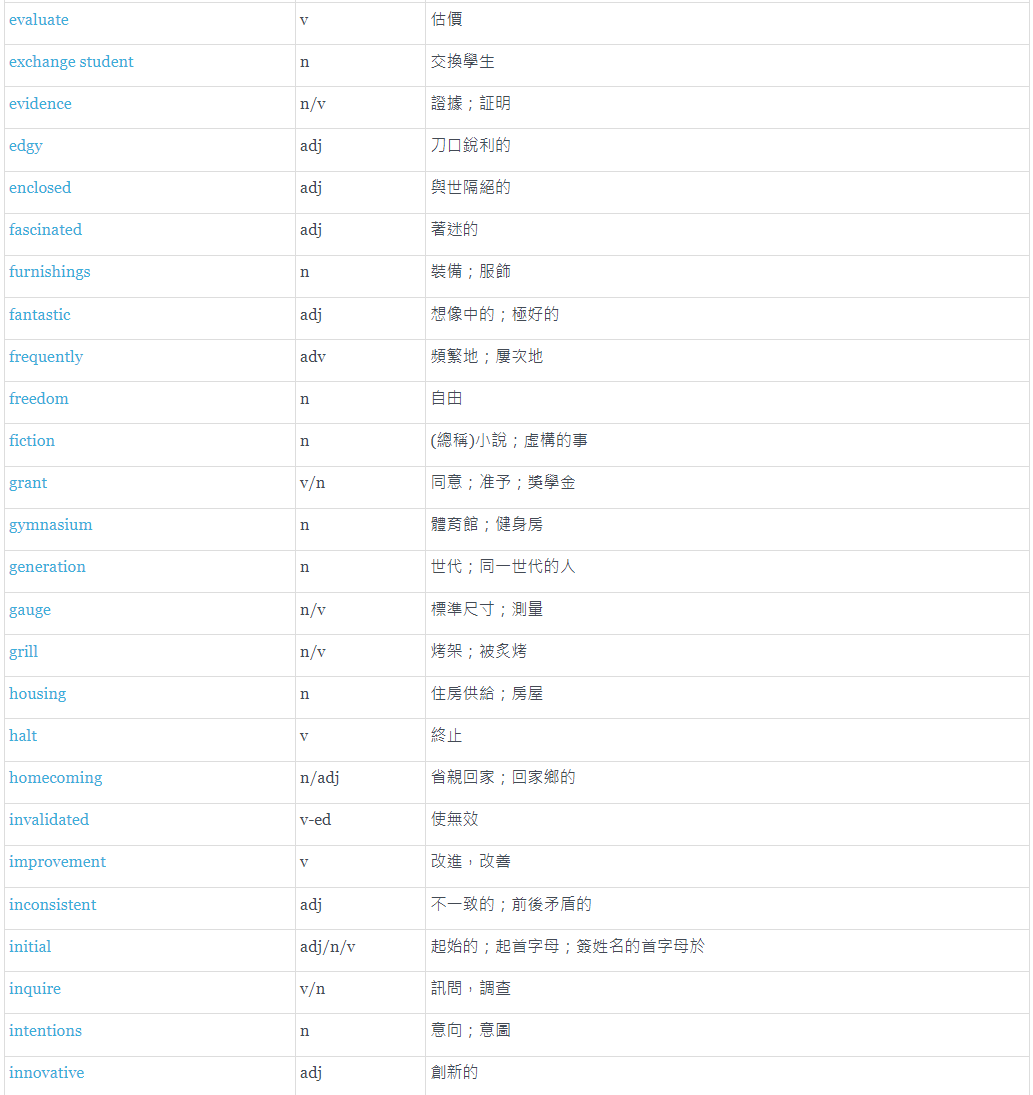 evaluate v 估價
exchange student n 交換學生
evidence n/v 證據；証明
edgy adj 刀口銳利的
enclosed adj 與世隔絕的
fascinated adj 著迷的
furnishings n 裝備；服飾
fantastic adj 想像中的；極好的
frequently adv 頻繁地；屢次地
freedom n 自由
fiction n (總稱)小說；虛構的事
grant v/n 同意；准予；獎學金
gymnasium n 體育館；健身房
generation n 世代；同一世代的人
gauge n/v 標準尺寸；測量
grill n/v 烤架；被炙烤
housing n 住房供給；房屋
halt v 終止
homecoming n/adj 省親回家；回家鄉的
invalidated v-ed 使無效
improvement v 改進，改善
inconsistent adj 不一致的；前後矛盾的
initial adj/n/v 起始的；起首字母；簽姓名的首字母於
inquire v/n 訊問，調查
intentions n 意向；意圖
innovative adj 創新的